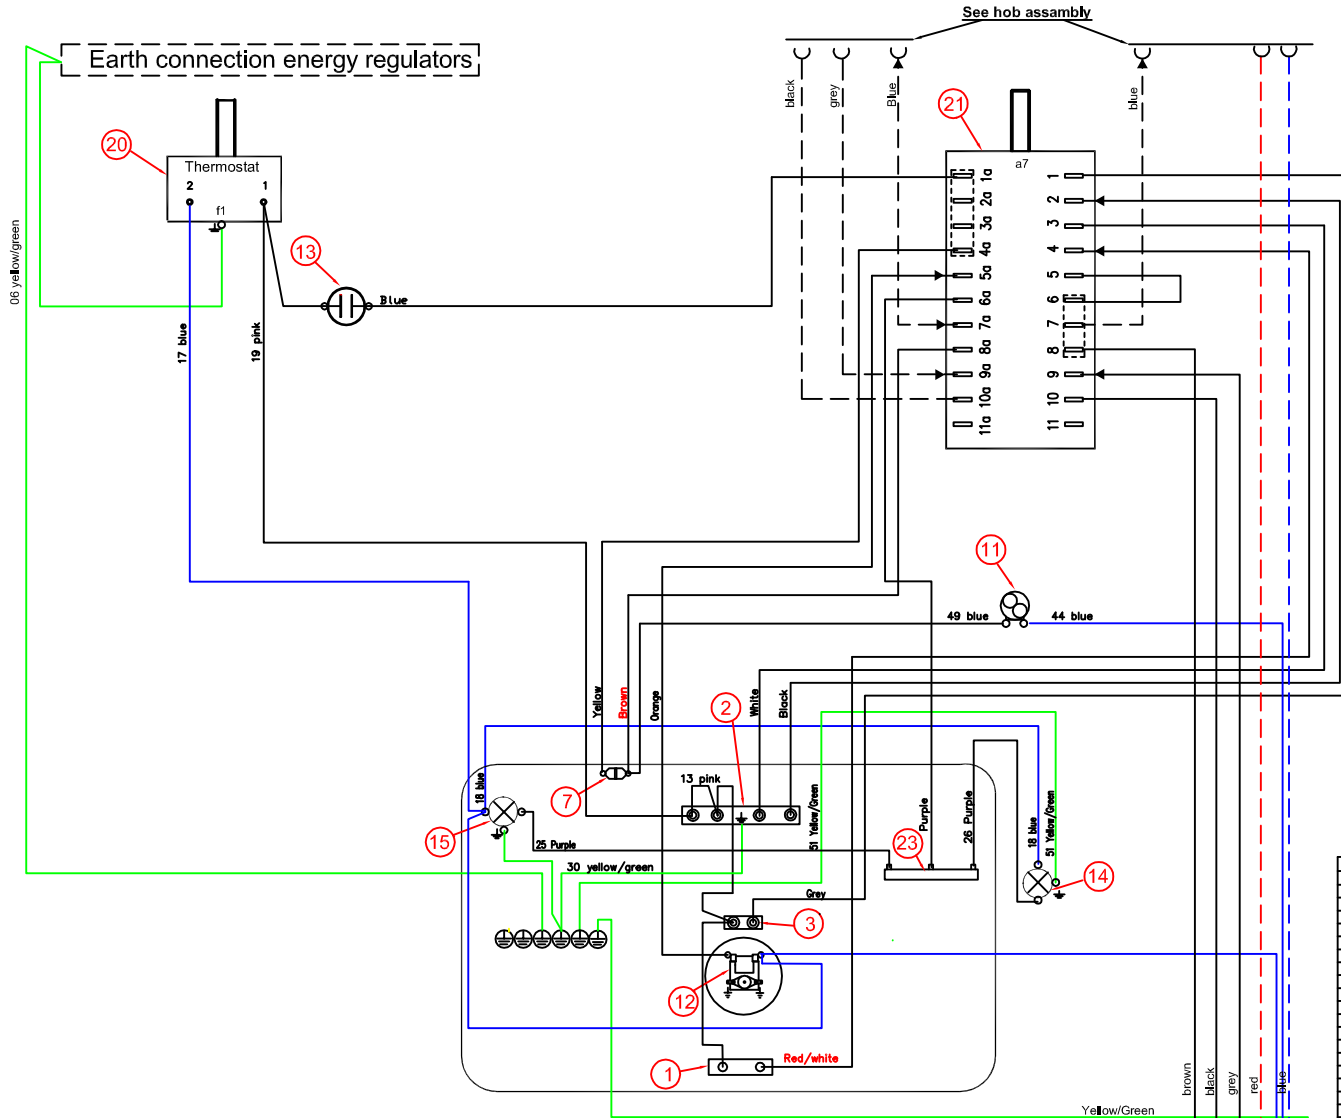 See hob assambly
Earth connection energy regulators
black
grey
Blue
blue
20
Thermostat
2
1
f1
21
a7
1a
2a
3a
4a
5a
6a
7a
8a
9a
10a
11a
1
2
3
4
5
6
7
8
9
10
11
06 yellow/green
13
Blue
17 blue
19 pink
11
49 blue
44 blue
Yellow
Brown
Orange
White
Black
2
13 pink
7
18 blue
15
25 Purple
30 yellow/green
51 Yellow/Green
Purple
26 Purple
23
18 blue
51 Yellow/Green
14
Grey
3
12
Red/white
1
brown
black
grey
red
blue
Yellow/Green